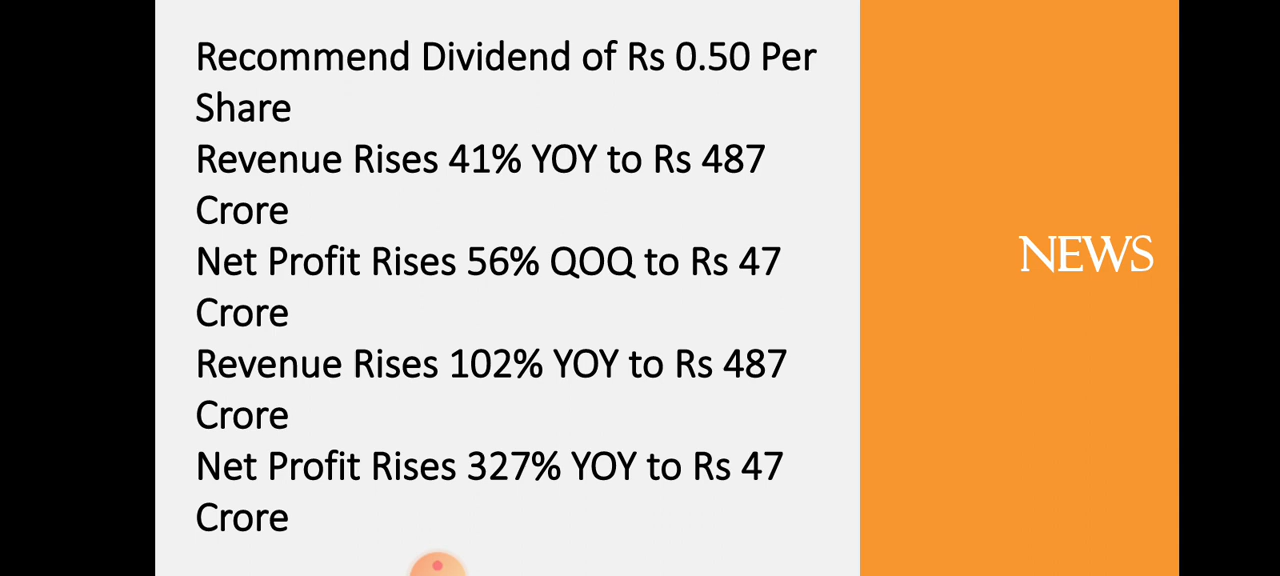 Recommend Dividend of Rs 0.50 Per
Share
Revenue Rises 41% YOY to Rs 487
Crore
Net Profit Rises 56% QOQ to Rs 47
Crore
Revenue Rises 102% YOY to Rs 487
Crore
Net Profit Rises 327% YOY to Rs 47
Crore
NEWS